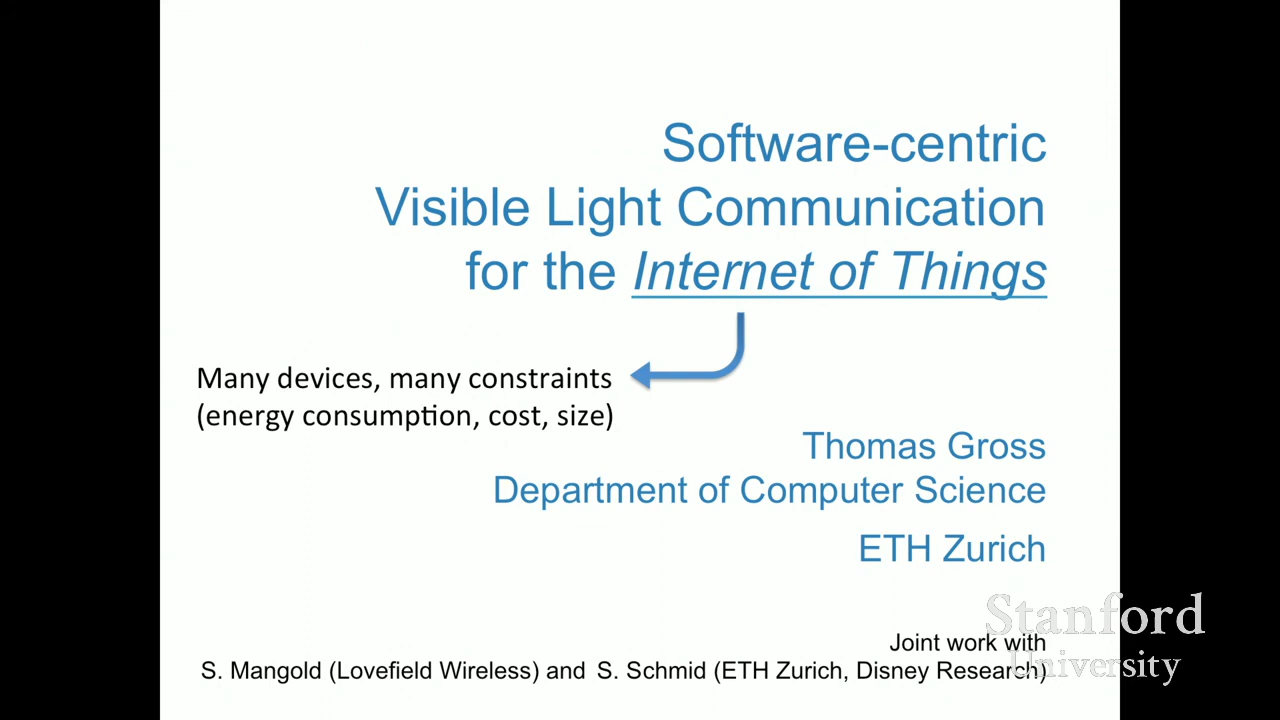 Software-centric
Visible Light Communication
for the Internet of Things
Many devices, many constraints
(energy consumption, cost, size)
Thomas Gross
Department of Computer Science
ETH Zurich
Joint work with
S. Mangold (Lovefield Wireless) and S. Schmid (ETH Zurich, Disney Research)
Stanford
University